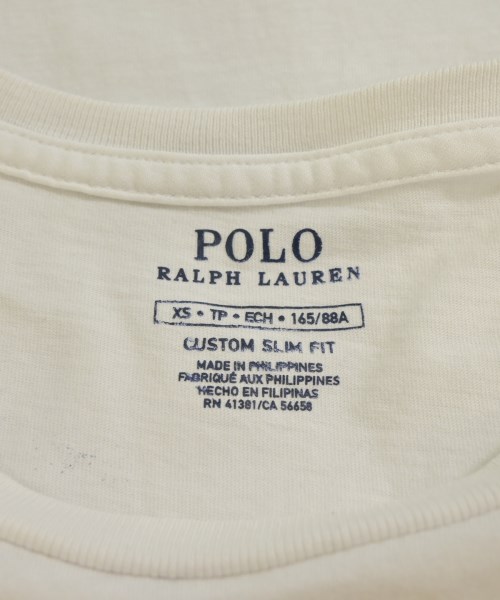 POLO
RALPH LAUREN
XS • TP • ECH • 165/88A
CUSTOM SLIM FIT
MADE IN PHILIPPINES
FABRIQUÉ AUX PHILIPPINES
HECHO EN FILIPINAS
RN 41381/CA 56658